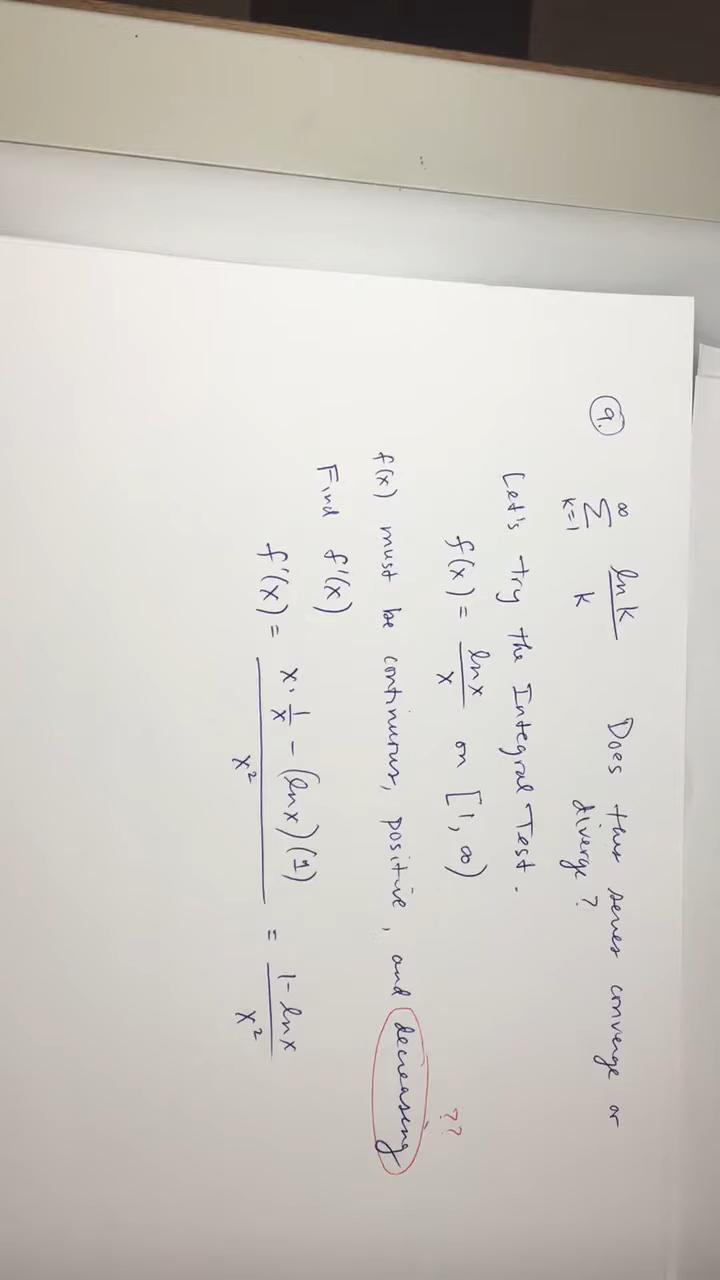 9. ∞ Σ k=1 ln k / k Does this series converge or
diverge?
Let's try the Integral Test.
f(x) = ln x / x on [1, ∞)
??
f(x) must be continuous, positive, and decreasing
Find f'(x)
f'(x) = x · 1/x - (ln x)(1) / x² = 1 - ln x / x²